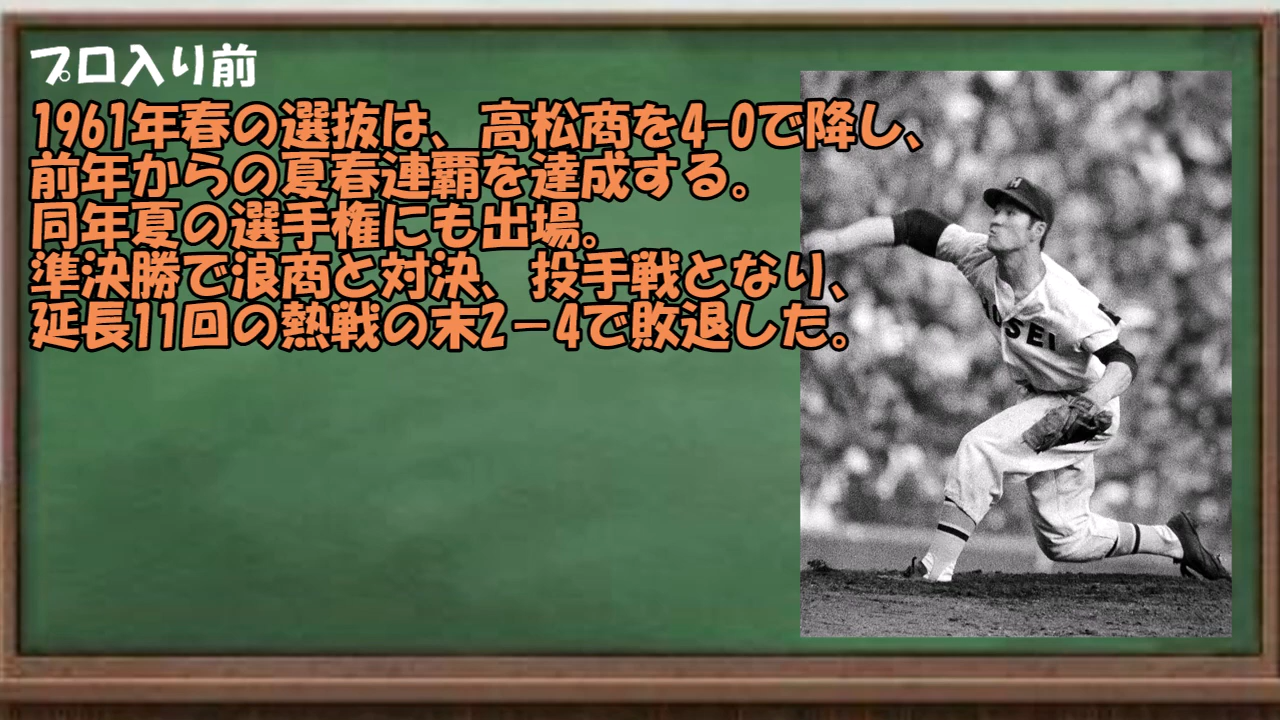 プロ入り前
1961年春の選抜は、高松商を4-0で降し、
前年からの夏春連覇を達成する。
同年夏の選手権にも出場。
準決勝で浪商と対決、投手戦となり、
延長11回の熱戦の末2－4で敗退した。
H
HOSEI